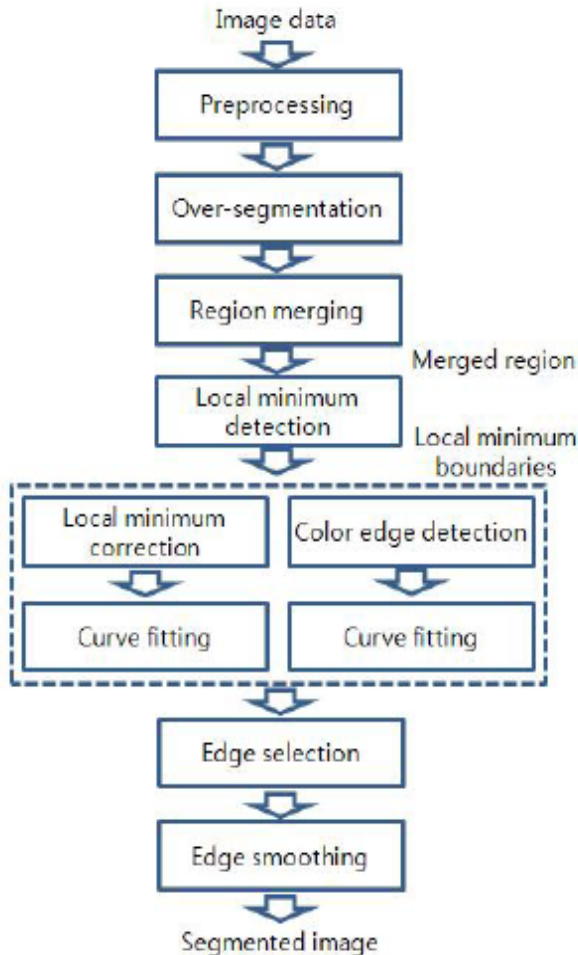 Image data
Preprocessing
Over-segmentation
Region merging
Merged region
Local minimum
detection
Local minimum
boundaries
Local minimum
correction
Color edge detection
Curve fitting
Curve fitting
Edge selection
Edge smoothing
Segmented image